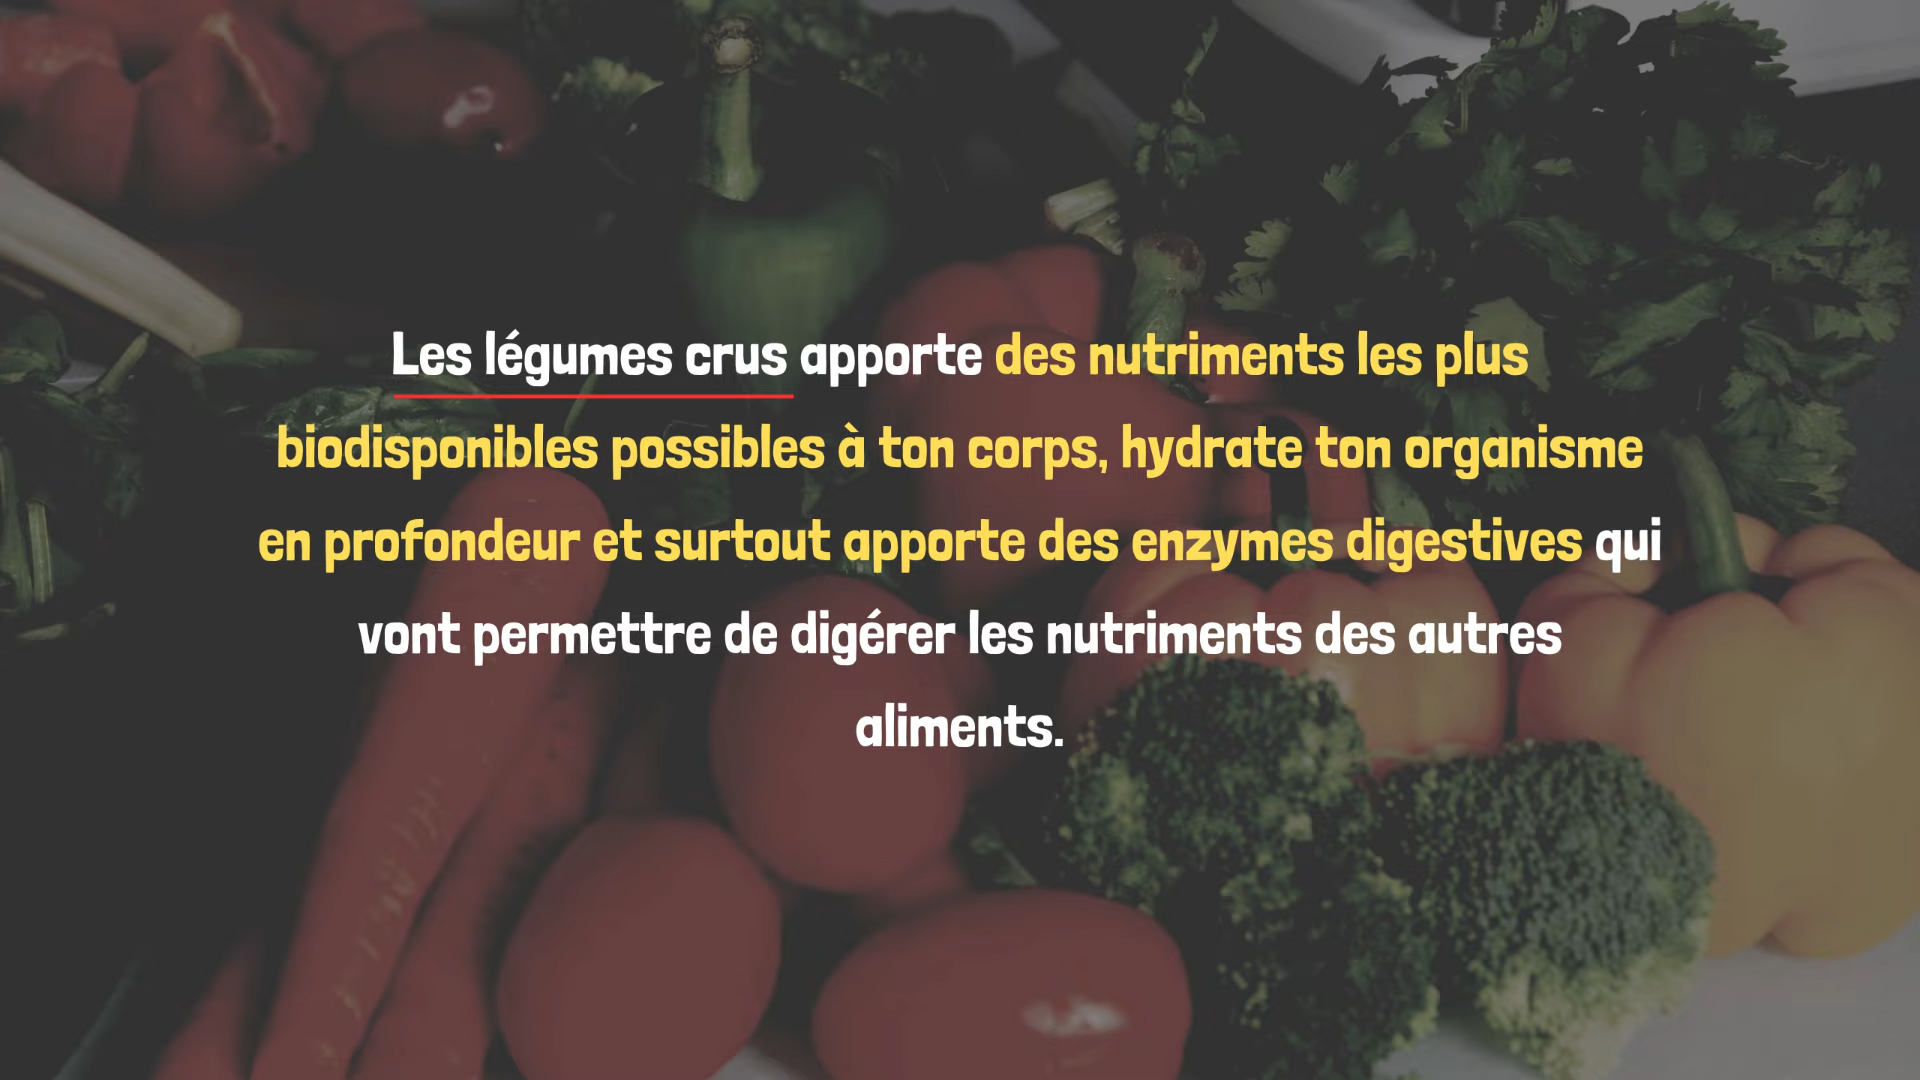 Les légumes crus apporte des nutriments les plus
biodisponibles possibles à ton corps, hydrate ton organisme
en profondeur et surtout apporte des enzymes digestives qui
vont permettre de digérer les nutriments des autres
aliments.